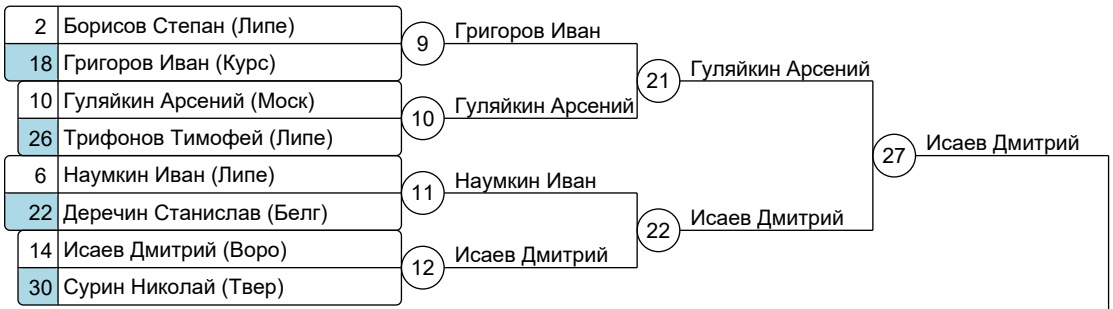 2 Борисов Степан (Липе)
18 Григоров Иван (Курс)
10 Гуляйкин Арсений (Моск)
26 Трифонов Тимофей (Липе)
6 Наумкин Иван (Липе)
22 Деречин Станислав (Белг)
14 Исаев Дмитрий (Воро)
30 Сурин Николай (Твер)
9 Григоров Иван
10 Гуляйкин Арсений
11 Наумкин Иван
12 Исаев Дмитрий
21 Гуляйкин Арсений
22 Исаев Дмитрий
27 Исаев Дмитрий